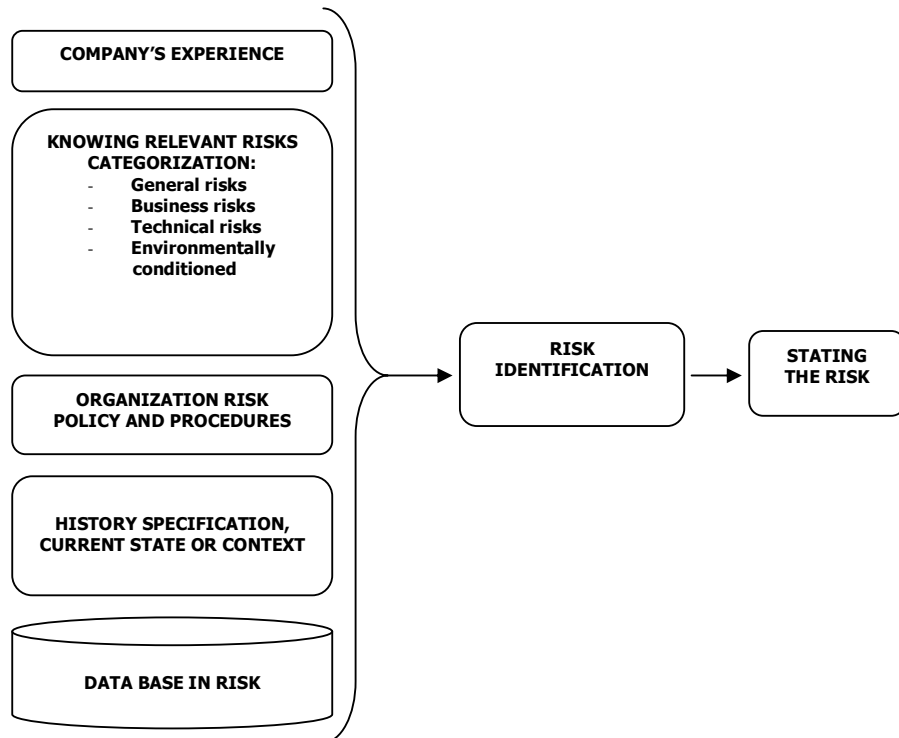 COMPANY’S EXPERIENCE
KNOWING RELEVANT RISKS
CATEGORIZATION:
- General risks
- Business risks
- Technical risks
- Environmentally
conditioned
ORGANIZATION RISK
POLICY AND PROCEDURES
HISTORY SPECIFICATION,
CURRENT STATE OR CONTEXT
DATA BASE IN RISK
RISK
IDENTIFICATION
STATING
THE RISK